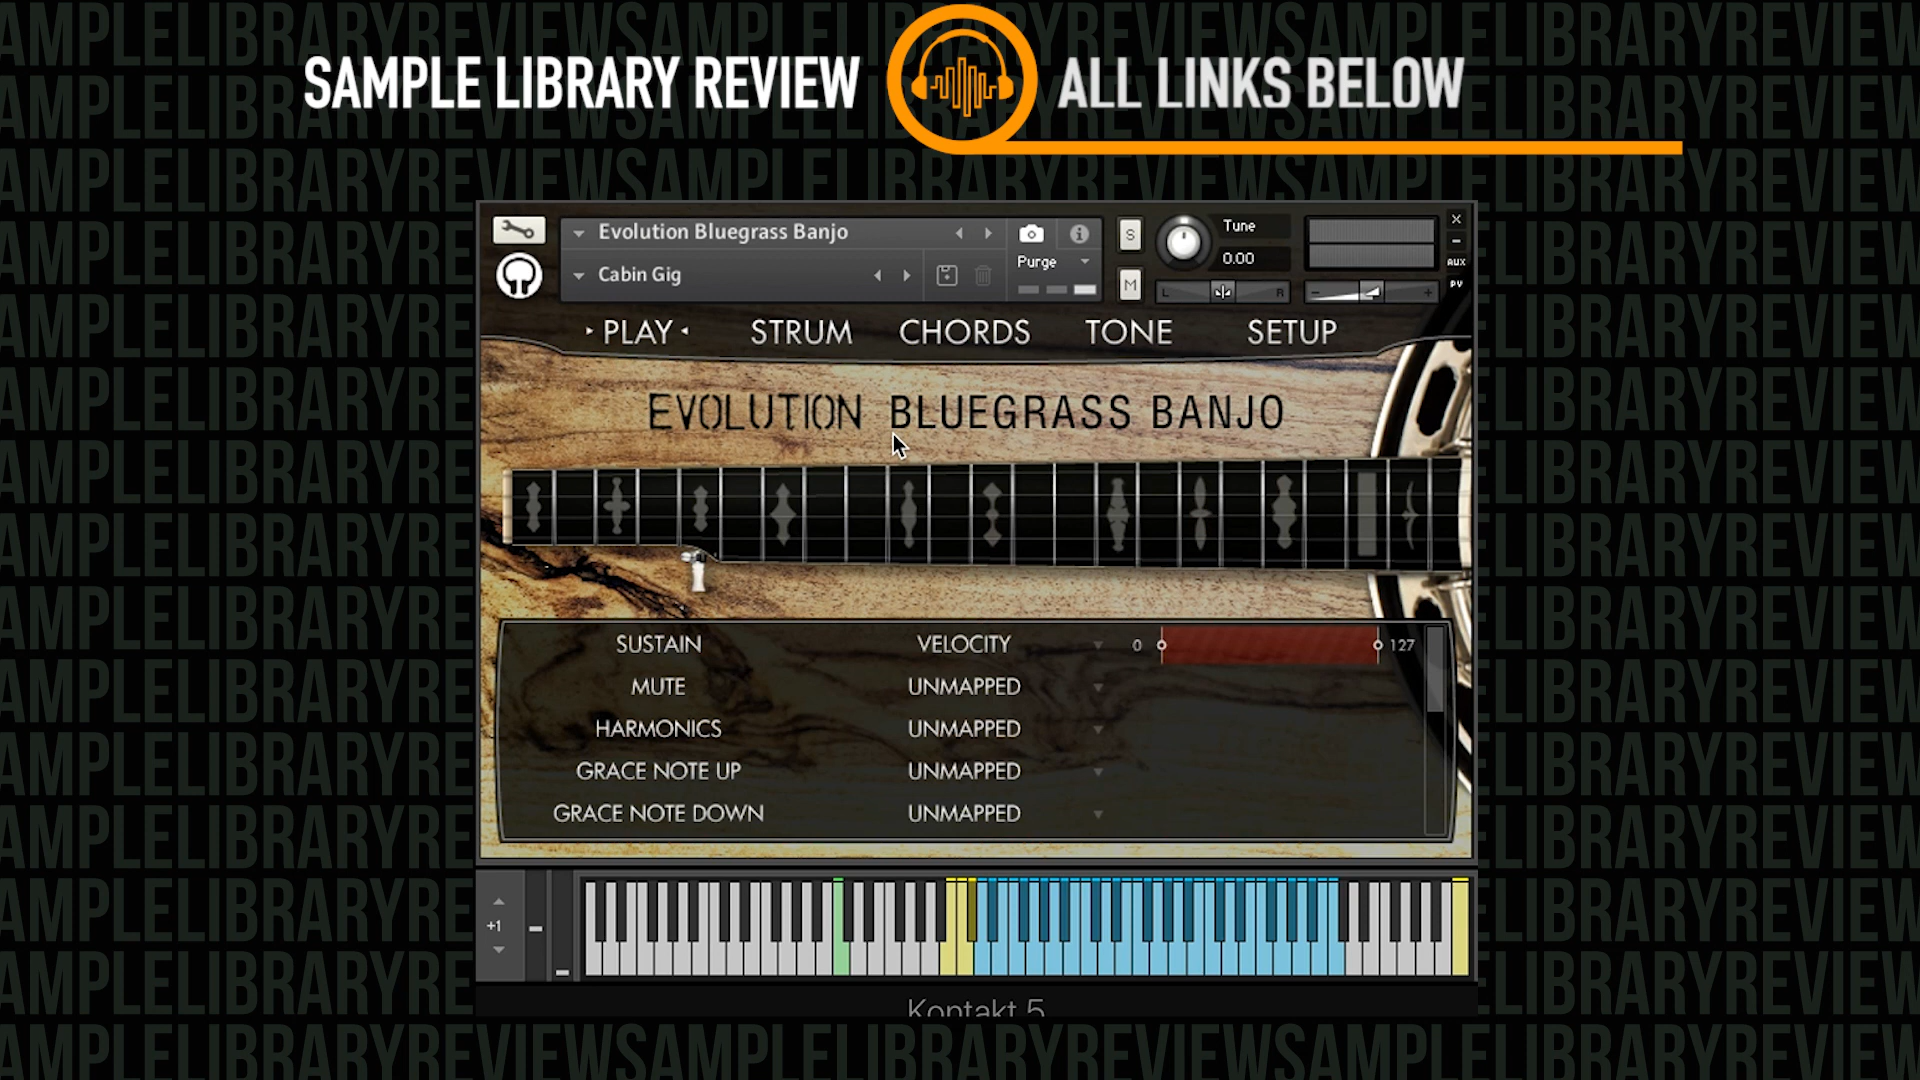 SAMPLE LIBRARY REVIEW
ALL LINKS BELOW
Evolution Bluegrass Banjo
Cabin Gig
Purge
S
M
Tune
0.00
L
R
AUX
PV
PLAY STRUM CHORDS TONE SETUP
EVOLUTION BLUEGRASS BANJO
SUSTAIN VELOCITY 0 127
MUTE UNMAPPED
HARMONICS UNMAPPED
GRACE NOTE UP UNMAPPED
GRACE NOTE DOWN UNMAPPED
+1
Kontakt 5